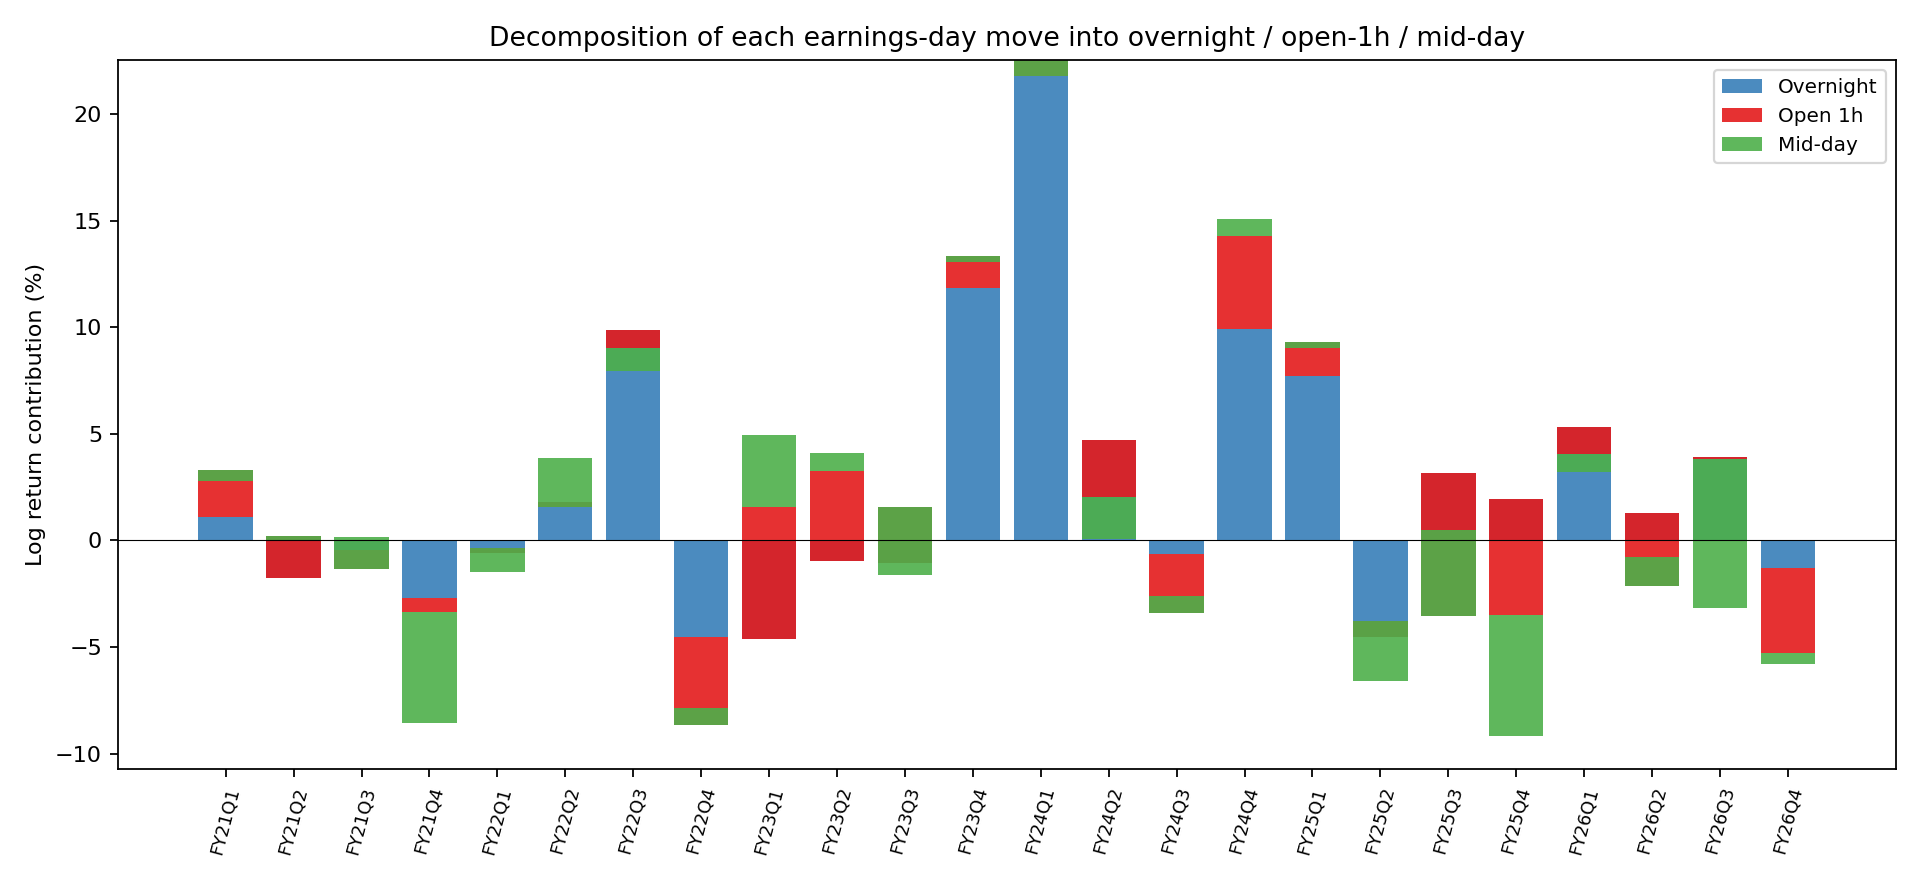 Decomposition of each earnings-day move into overnight / open-1h / mid-day
Overnight
Open 1h
Mid-day
Log return contribution (%)
20
15
10
5
0
−5
−10
FY21Q1
FY21Q2
FY21Q3
FY21Q4
FY22Q1
FY22Q2
FY22Q3
FY22Q4
FY23Q1
FY23Q2
FY23Q3
FY23Q4
FY24Q1
FY24Q2
FY24Q3
FY24Q4
FY25Q1
FY25Q2
FY25Q3
FY25Q4
FY26Q1
FY26Q2
FY26Q3
FY26Q4